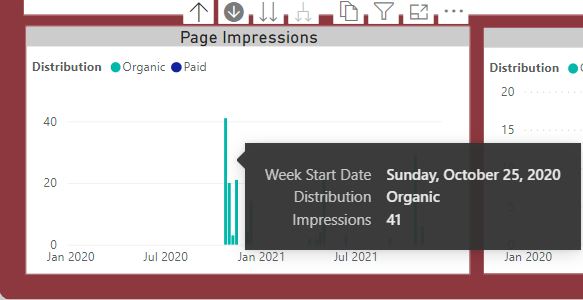 Page Impressions
Distribution Organic Paid
40
20
0
Jan 2020 Jul 2020 Jan 2021 Jul 2021
Week Start Date Sunday, October 25, 2020
Distribution Organic
Impressions 41
Distribution
20
15
0
Jan 2020